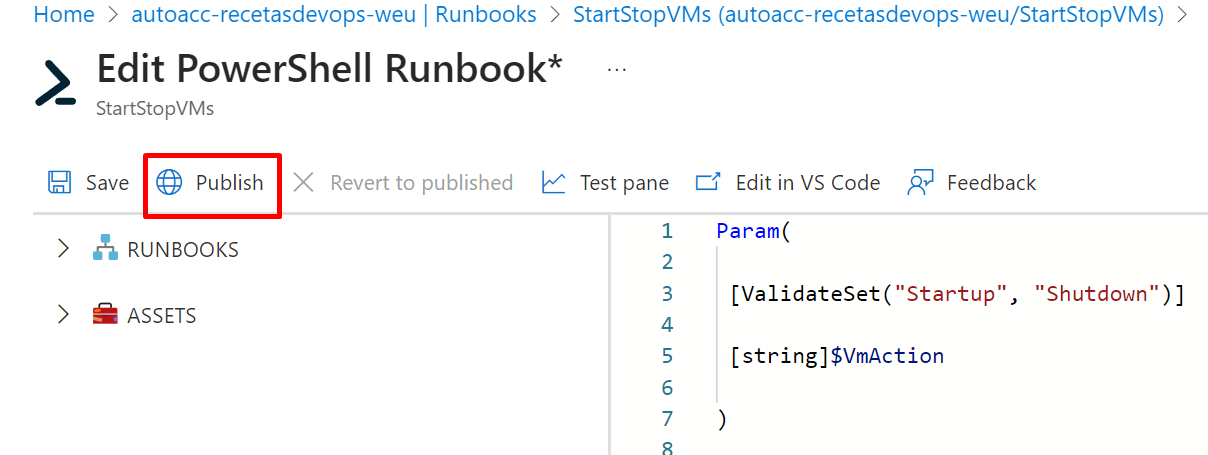 Home > autoacc-recetasdevops-weu | Runbooks > StartStopVMs (autoacc-recetasdevops-weu/StartStopVMs) >
Edit PowerShell Runbook* ...
StartStopVMs
Save Publish Revert to published Test pane Edit in VS Code Feedback
RUNBOOKS
ASSETS
1 Param(
2
3 [ValidateSet("Startup", "Shutdown")]
4
5 [string]$VmAction
6
7 )
8